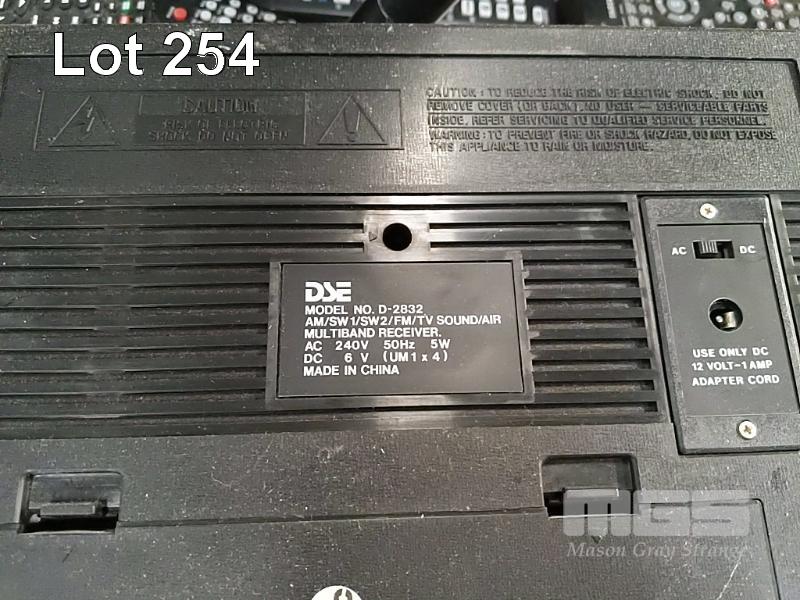 Lot 254
CAUTION
RISK OF ELECTRIC
SHOCK DO NOT OPEN
CAUTION : TO REDUCE THE RISK OF ELECTRIC SHOCK, DO NOT
REMOVE COVER (OR BACK), NO USER — SERVICEABLE PARTS
INSIDE. REFER SERVICING TO QUALIFIED SERVICE PERSONNEL.
WARNING : TO PREVENT FIRE OR SHOCK HAZARD, DO NOT EXPOSE
THIS APPLIANCE TO RAIN OR MOISTURE.
AC DC
DSE
MODEL NO. D-2832
AM/SW1/SW2/FM/TV SOUND/AIR
MULTIBAND RECEIVER.
AC 240V 50Hz 5W
DC 6 V (UM1 x 4)
MADE IN CHINA
USE ONLY DC
12 VOLT-1AMP
ADAPTER CORD
MGS
Mason Gray Strange